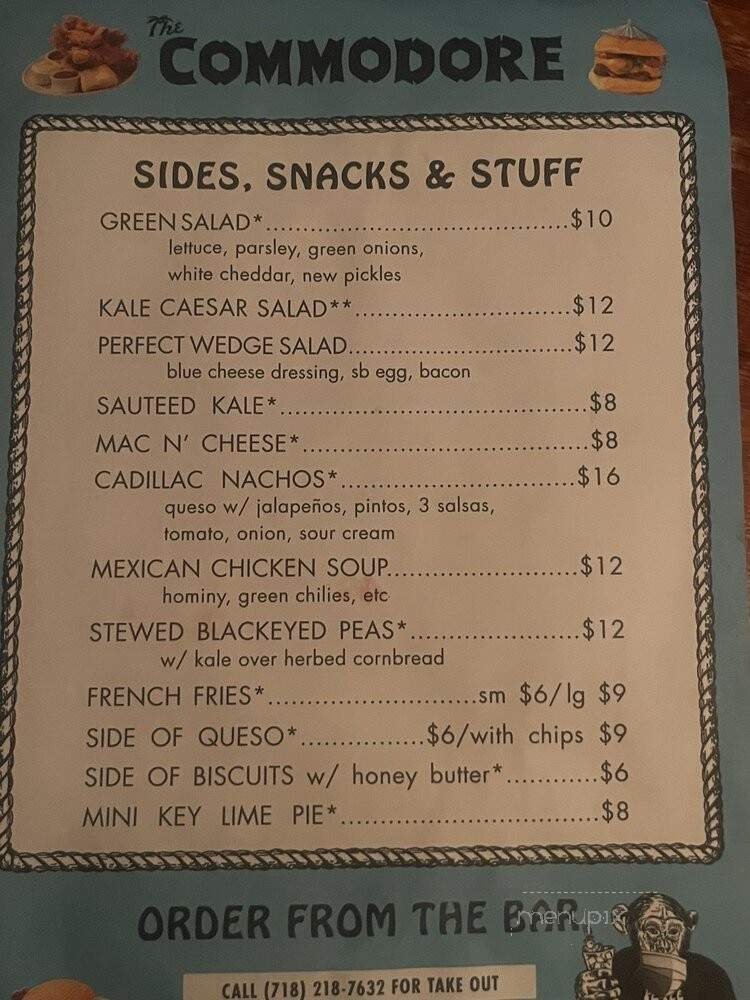 The
COMMODORE
SIDES, SNACKS & STUFF
GREEN SALAD*..........................................$10
lettuce, parsley, green onions,
white cheddar, new pickles
KALE CAESAR SALAD**..............................$12
PERFECT WEDGE SALAD...............................$12
blue cheese dressing, sb egg, bacon
SAUTEED KALE*...........................................$8
MAC N' CHEESE*........................................$8
CADILLAC NACHOS*.................................$16
queso w/ jalapeños, pintos, 3 salsas,
tomato, onion, sour cream
MEXICAN CHICKEN SOUP...........................$12
hominy, green chilies, etc
STEWED BLACKEYED PEAS*.......................$12
w/ kale over herbed cornbread
FRENCH FRIES*.............................sm $6/lg $9
SIDE OF QUESO*................$6/with chips $9
SIDE OF BISCUITS w/ honey butter*............$6
MINI KEY LIME PIE*....................................$8
ORDER FROM THE BAR.
menupix
CALL (718) 218-7632 FOR TAKE OUT